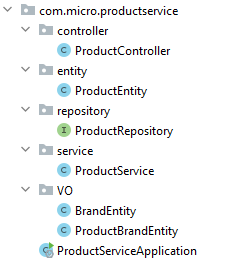 com.micro.productservice
controller
C ProductController
entity
C ProductEntity
repository
I ProductRepository
service
C ProductService
VO
C BrandEntity
C ProductBrandEntity
C ProductServiceApplication